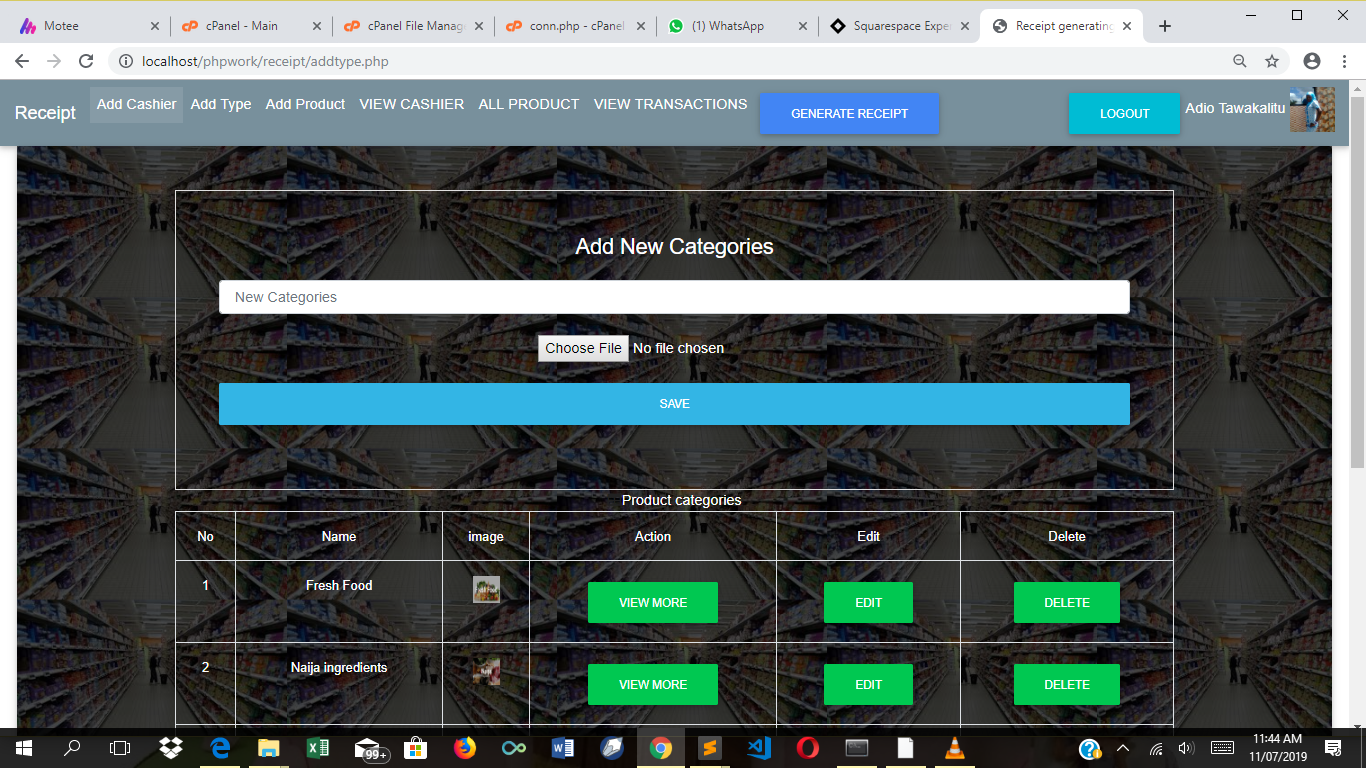 Motee
cPanel - Main
cPanel File Manag
conn.php - cPanel
(1) WhatsApp
Squarespace Exper
Receipt generating
localhost/phpwork/receipt/addtype.php
Receipt
Add Cashier
Add Type
Add Product
VIEW CASHIER
ALL PRODUCT
VIEW TRANSACTIONS
GENERATE RECEIPT
LOGOUT
Adio Tawakalitu
Add New Categories
New Categories
Choose File No file chosen
SAVE
Product categories
No Name image Action Edit Delete
1 Fresh Food VIEW MORE EDIT DELETE
2 Naija ingredients VIEW MORE EDIT DELETE
99+
11:44 AM
11/07/2019